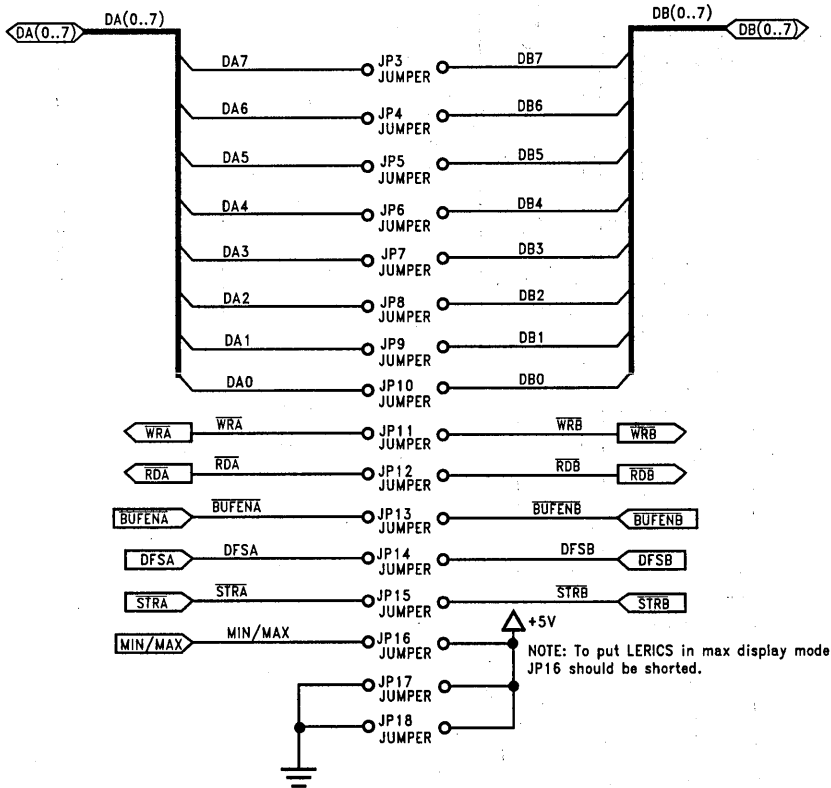 DA(0..7) DB(0..7)
DA(0..7) DB(0..7)
DA7 JP3 DB7
JUMPER
DA6 JP4 DB6
JUMPER
DA5 JP5 DB5
JUMPER
DA4 JP6 DB4
JUMPER
DA3 JP7 DB3
JUMPER
DA2 JP8 DB2
JUMPER
DA1 JP9 DB1
JUMPER
DA0 JP10 DB0
JUMPER
WRA WRA JP11 WRB WRB
JUMPER
RDA RDA JP12 RDB RDB
JUMPER
BUFENA BUFENA JP13 BUFENB BUFENB
JUMPER
DFSA DFSA JP14 DFSB DFSB
JUMPER
STRA STRA JP15 STRB STRB
JUMPER
+5V
MIN/MAX MIN/MAX JP16
JUMPER
NOTE: To put LERICS in max display mode
JP16 should be shorted.
JP17
JUMPER
JP18
JUMPER